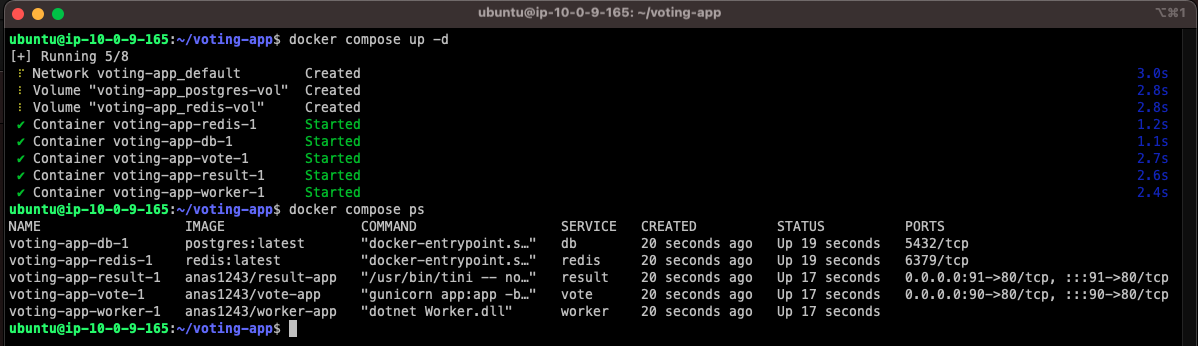 ubuntu@ip-10-0-9-165: ~/voting-app
⌥⌘1
ubuntu@ip-10-0-9-165:~/voting-app$ docker compose up -d
[+] Running 5/8
⠏ Network voting-app_default Created 3.0s
⠇ Volume "voting-app_postgres-vol" Created 2.8s
⠇ Volume "voting-app_redis-vol" Created 2.8s
✔ Container voting-app-redis-1 Started 1.2s
✔ Container voting-app-db-1 Started 1.1s
✔ Container voting-app-vote-1 Started 2.7s
✔ Container voting-app-result-1 Started 2.6s
✔ Container voting-app-worker-1 Started 2.4s
ubuntu@ip-10-0-9-165:~/voting-app$ docker compose ps
NAME IMAGE COMMAND SERVICE CREATED STATUS PORTS
voting-app-db-1 postgres:latest "docker-entrypoint.s…" db 20 seconds ago Up 19 seconds 5432/tcp
voting-app-redis-1 redis:latest "docker-entrypoint.s…" redis 20 seconds ago Up 19 seconds 6379/tcp
voting-app-result-1 anas1243/result-app "/usr/bin/tini -- no…" result 20 seconds ago Up 17 seconds 0.0.0.0:91->80/tcp, :::91->80/tcp
voting-app-vote-1 anas1243/vote-app "gunicorn app:app -b…" vote 20 seconds ago Up 17 seconds 0.0.0.0:90->80/tcp, :::90->80/tcp
voting-app-worker-1 anas1243/worker-app "dotnet Worker.dll" worker 20 seconds ago Up 17 seconds
ubuntu@ip-10-0-9-165:~/voting-app$